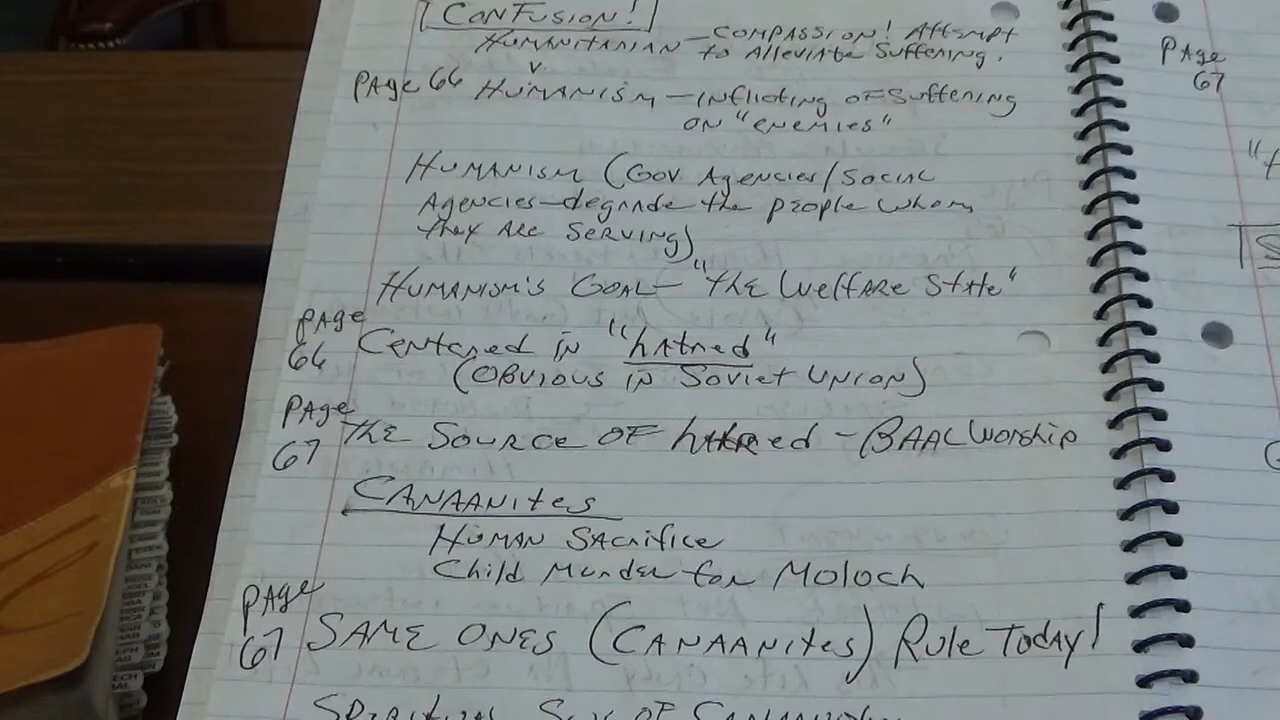 CONFUSION!
HUMANITARIAN - COMPASSION! Attempt
to Alleviate Suffering.
v
PAge 66 HUMANISM - INflicting OF Suffering
ON "ENEMIES"
HUMANISM (GOV Agencies/Social
Agencies - degrade the people whom
they Are SERVING)
HUMANISM'S GOAL - "The Welfare State"
PAge
66
Centered in "hatred"
(OBVIOUS IN Soviet UNION)
PAge
67
The Source OF hatred - BAAL Worship
CANAANITES
HUMAN SAcrifice
Child Murder for Moloch
PAge
67
SAME ONES (CANAANites) Rule Today!
PAge
67